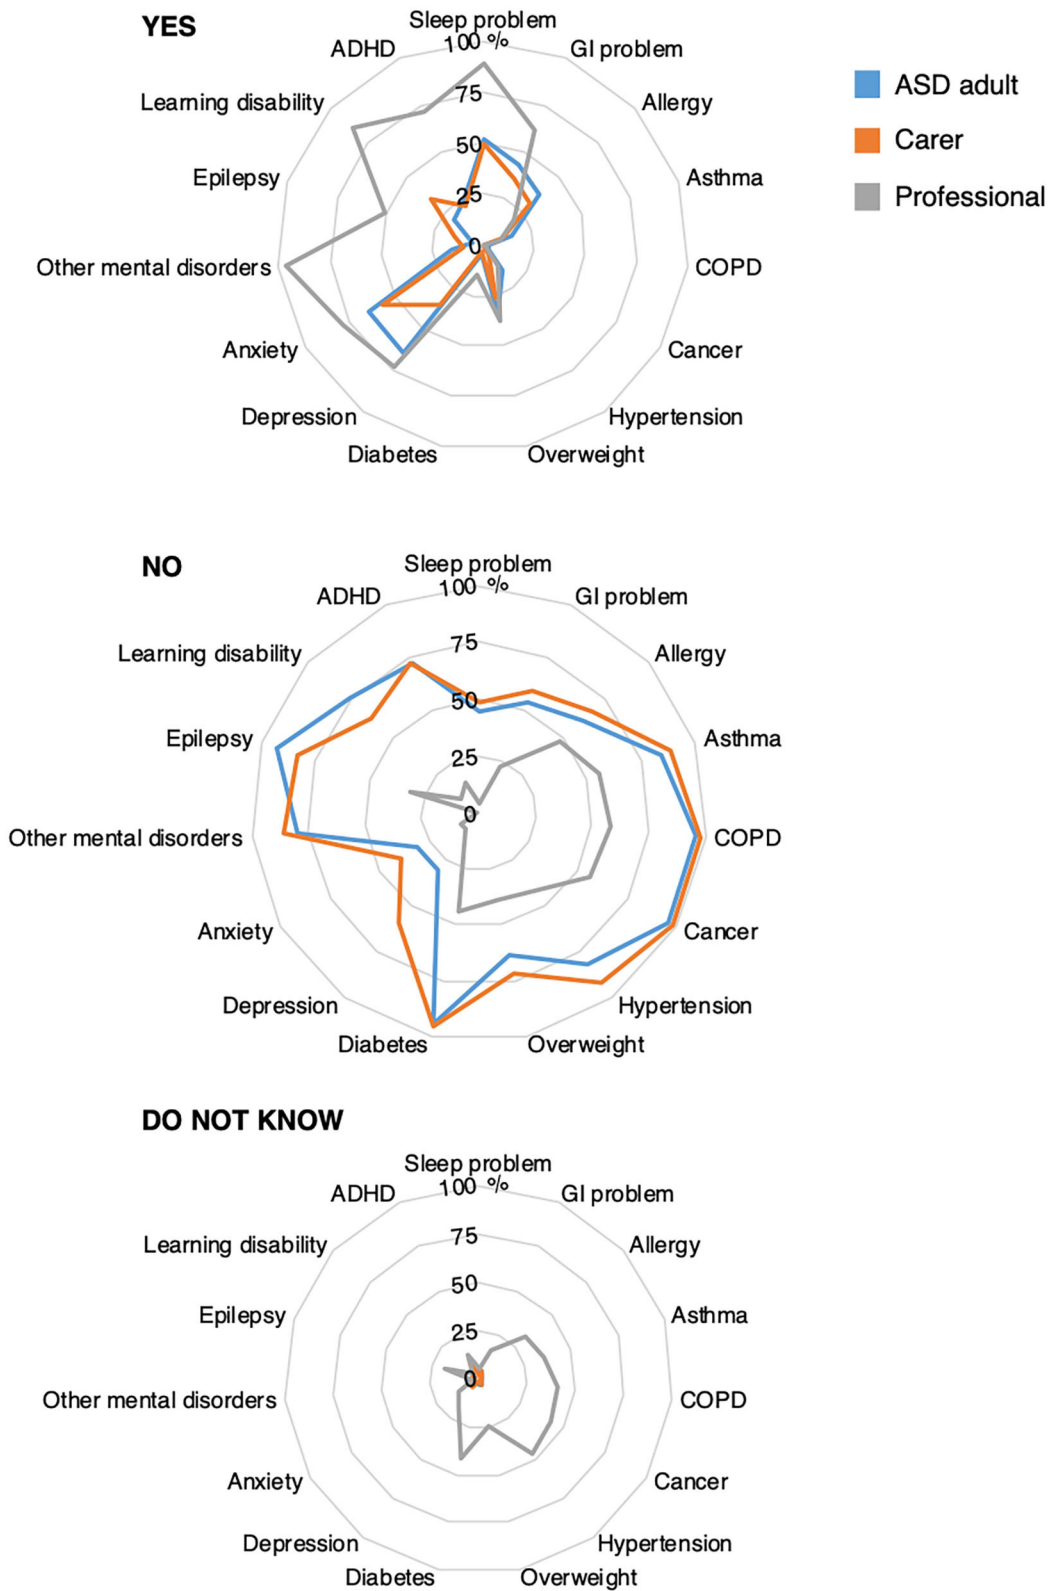 YES
Sleep problem
100 %
ADHD
GI problem
Learning disability
Allergy
75
50
Epilepsy
Asthma
25
0
Other mental disorders
COPD
Anxiety
Cancer
Depression
Hypertension
Diabetes
Overweight
ASD adult
Carer
Professional
NO
Sleep problem
100 %
ADHD
GI problem
75
Learning disability
Allergy
50
Epilepsy
Asthma
25
0
Other mental disorders
COPD
Anxiety
Cancer
Depression
Hypertension
Diabetes
Overweight
DO NOT KNOW
Sleep problem
100 %
ADHD
GI problem
75
Learning disability
Allergy
50
Epilepsy
Asthma
25
0
Other mental disorders
COPD
Anxiety
Cancer
Depression
Hypertension
Diabetes
Overweight